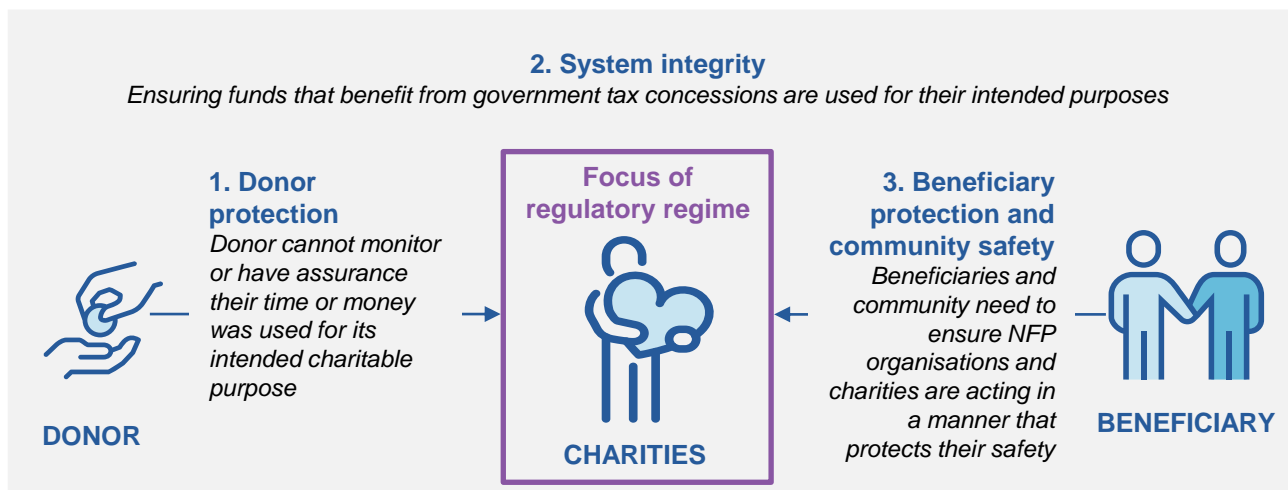 2. System integrity
Ensuring funds that benefit from government tax concessions are used for their intended purposes
1. Donor
protection
Donor cannot monitor
or have assurance
their time or money
was used for its
intended charitable
purpose
DONOR
Focus of
regulatory regime
CHARITIES
3. Beneficiary
protection and
community safety
Beneficiaries and
community need to
ensure NFP
organisations and
charities are acting in
a manner that
protects their safety
BENEFICIARY